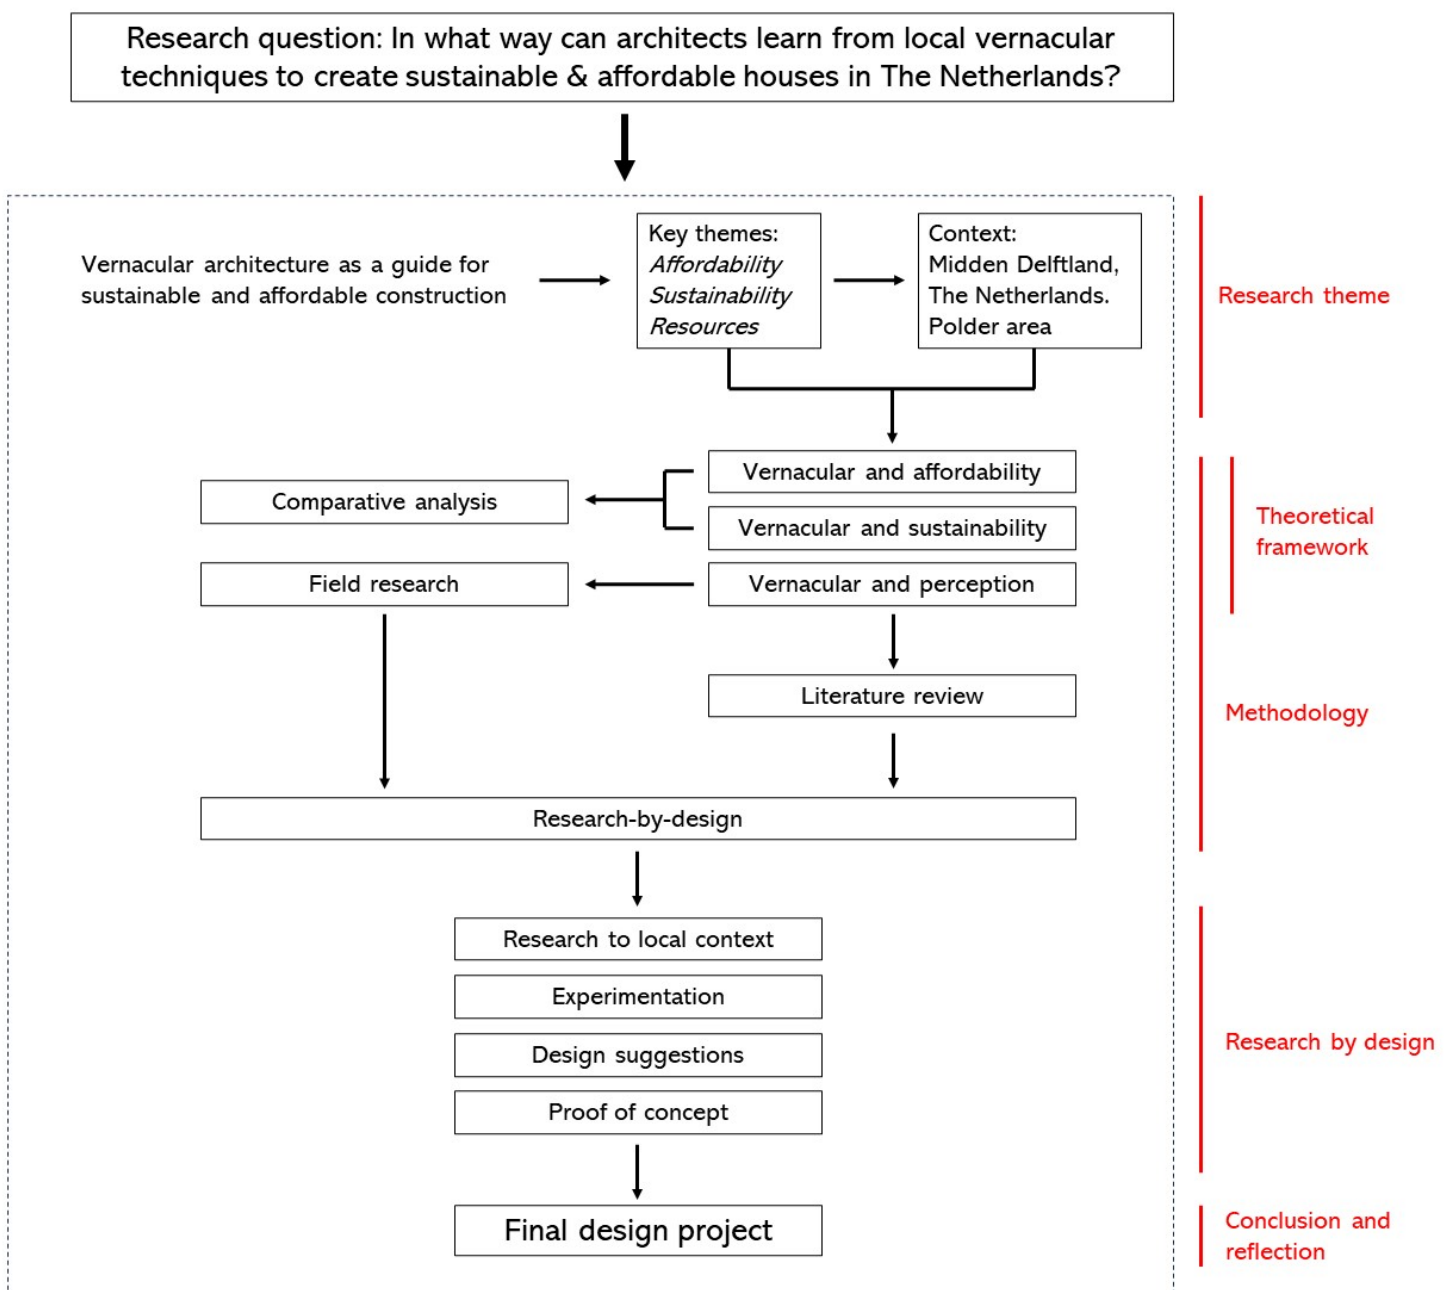 Research question: In what way can architects learn from local vernacular
techniques to create sustainable & affordable houses in The Netherlands?
Vernacular architecture as a guide for
sustainable and affordable construction
Key themes:
Affordability
Sustainability
Resources
Context:
Midden Delftland,
The Netherlands.
Polder area
Research theme
Vernacular and affordability
Comparative analysis
Vernacular and sustainability
Theoretical
framework
Field research
Vernacular and perception
Literature review
Methodology
Research-by-design
Research to local context
Experimentation
Design suggestions
Proof of concept
Research by design
Final design project
Conclusion and
reflection